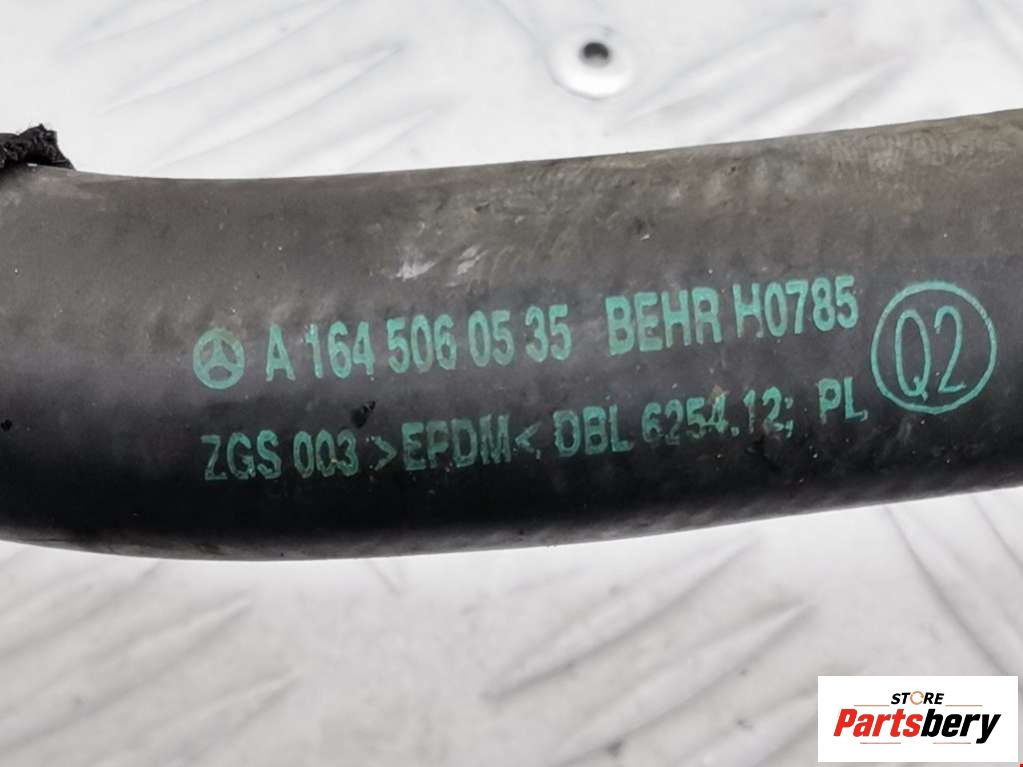 A 164 506 05 35 BEHR H0785
ZGS 003 >EPDM< DBL 6254.12; PL
Q2
STORE
Partsbery